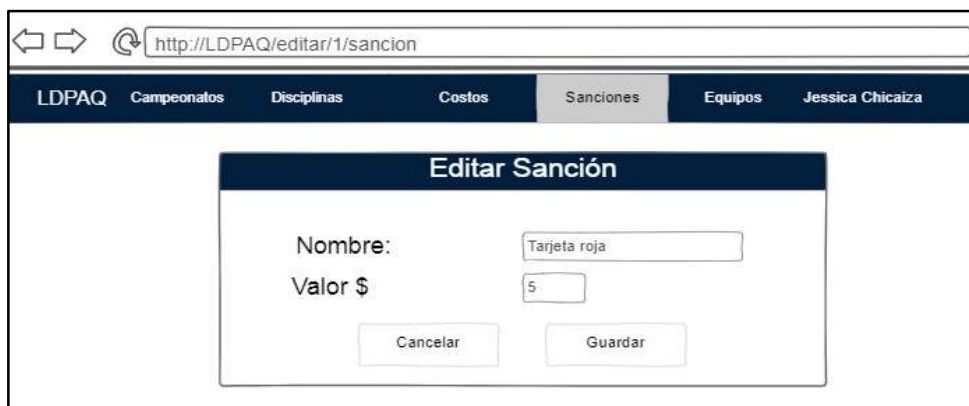 http://LDPAQ/editar/1/sancion
LDPAQ Campeonatos Disciplinas Costos Sanciones Equipos Jessica Chicaiza
Editar Sanción
Nombre: Tarjeta roja
Valor $ 5
Cancelar Guardar